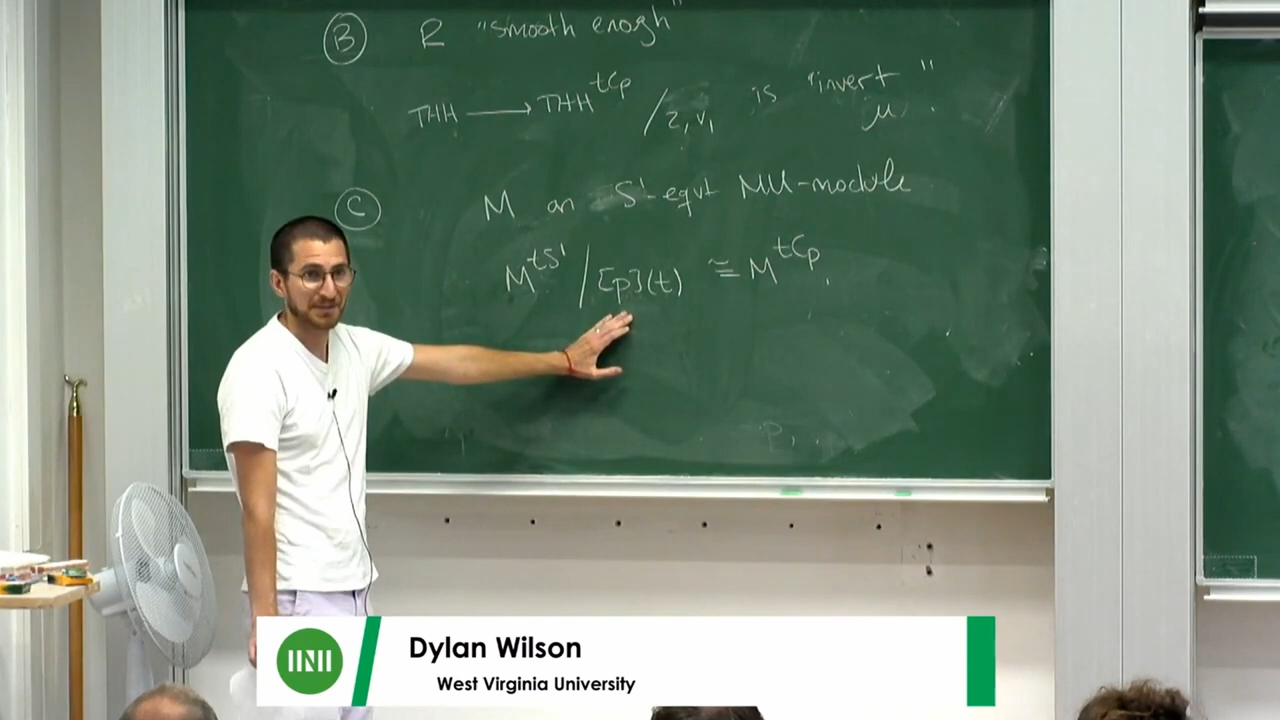 Ⓑ R "smooth enogh"
THH ⟶ THH^{tCp} /2, v₁ is "invert μ."
Ⓒ M an S¹-eqvt MU-module
M^{tS¹} / [p](t) ≅ M^{tCp}.
Dylan Wilson
West Virginia University